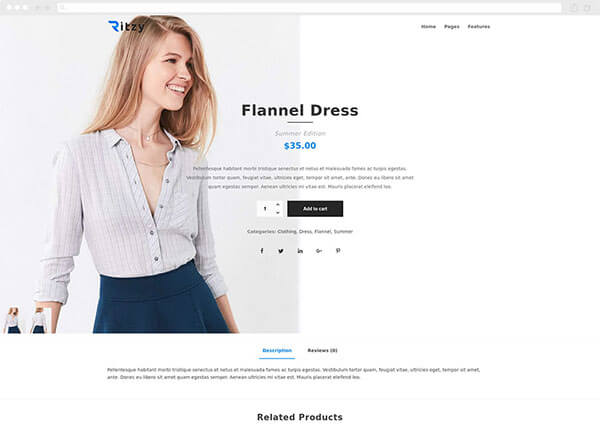 Ritzy
Home Pages Features
Flannel Dress
Summer Edition
$35.00
Pellentesque habitant morbi tristique senectus et netus et malesuada fames ac turpis egestas.
Vestibulum tortor quam, feugiat vitae, ultricies eget, tempor sit amet, ante. Donec eu libero sit amet
quam egestas semper. Aenean ultricies mi vitae est. Mauris placerat eleifend leo.
1 Add to cart
Categories: Clothing, Dress, Flannel, Summer
Description Reviews (0)
Pellentesque habitant morbi tristique senectus et netus et malesuada fames ac turpis egestas. Vestibulum tortor quam, feugiat vitae, ultricies eget, tempor sit amet,
ante. Donec eu libero sit amet quam egestas semper. Aenean ultricies mi vitae est. Mauris placerat eleifend leo.
Related Products